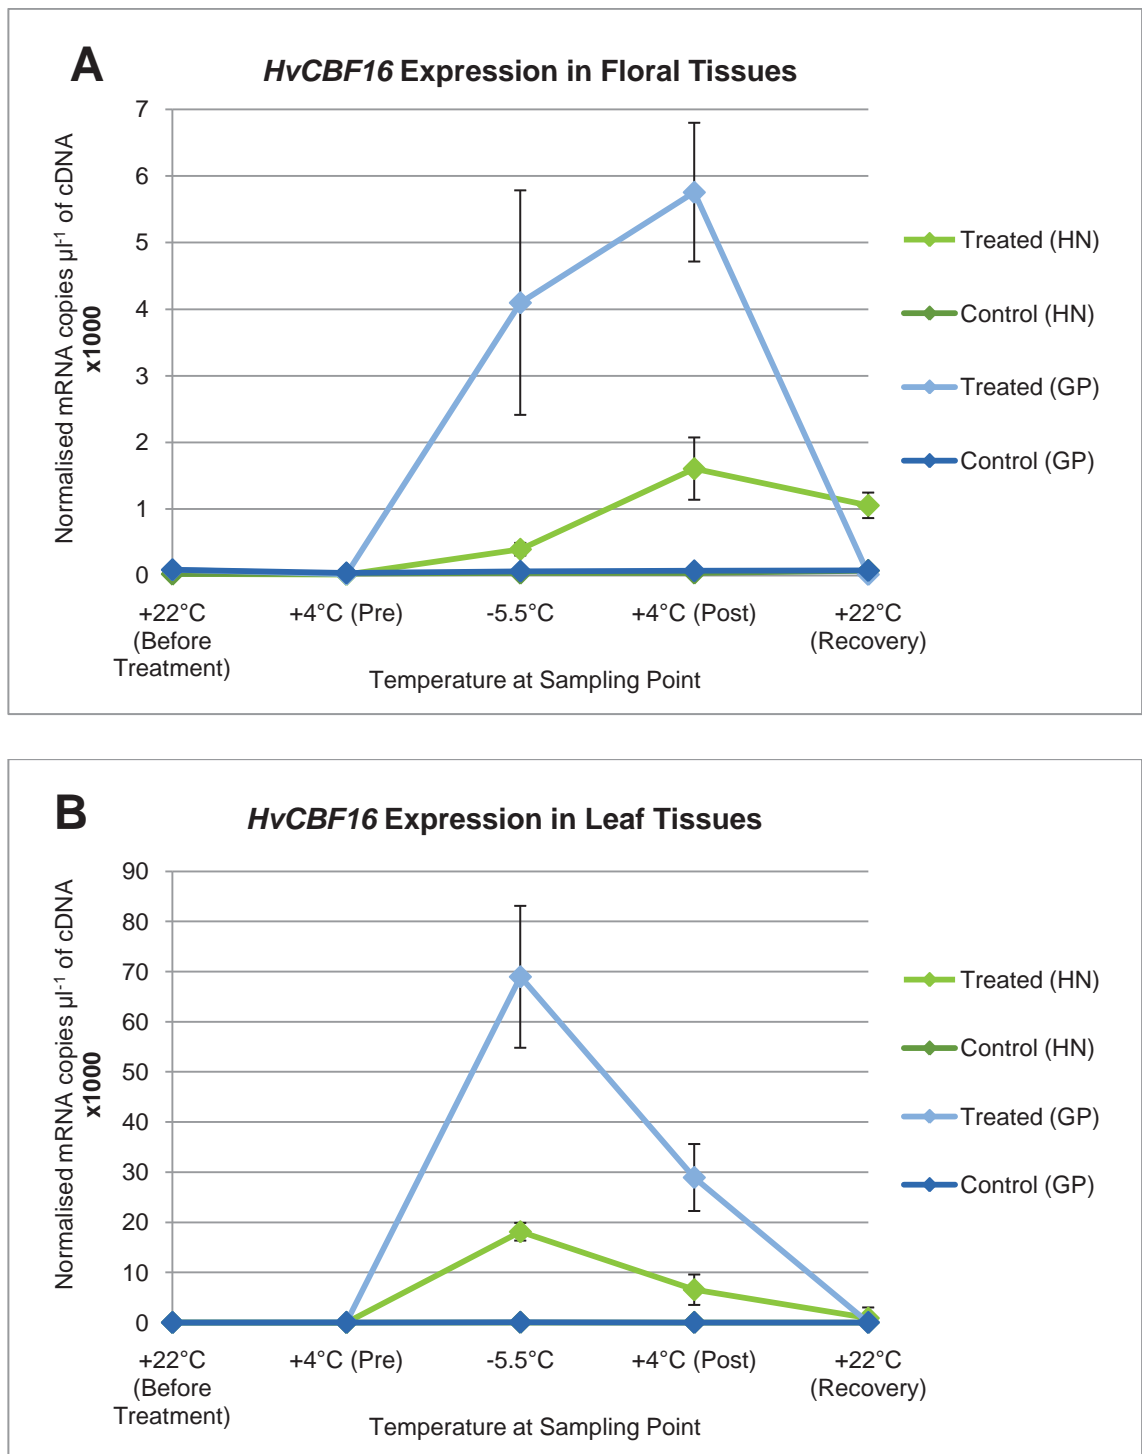 A
HvCBF16 Expression in Floral Tissues
Normalised mRNA copies µl⁻¹ of cDNA
x1000
7
6
5
4
3
2
1
0
+22°C
(Before
Treatment)
+4°C (Pre)
-5.5°C
+4°C (Post)
+22°C
(Recovery)
Temperature at Sampling Point
Treated (HN)
Control (HN)
Treated (GP)
Control (GP)
B
HvCBF16 Expression in Leaf Tissues
Normalised mRNA copies µl⁻¹ of cDNA
x1000
90
80
70
60
50
40
30
20
10
0
+22°C
(Before
Treatment)
+4°C (Pre)
-5.5°C
+4°C (Post)
+22°C
(Recovery)
Temperature at Sampling Point
Treated (HN)
Control (HN)
Treated (GP)
Control (GP)